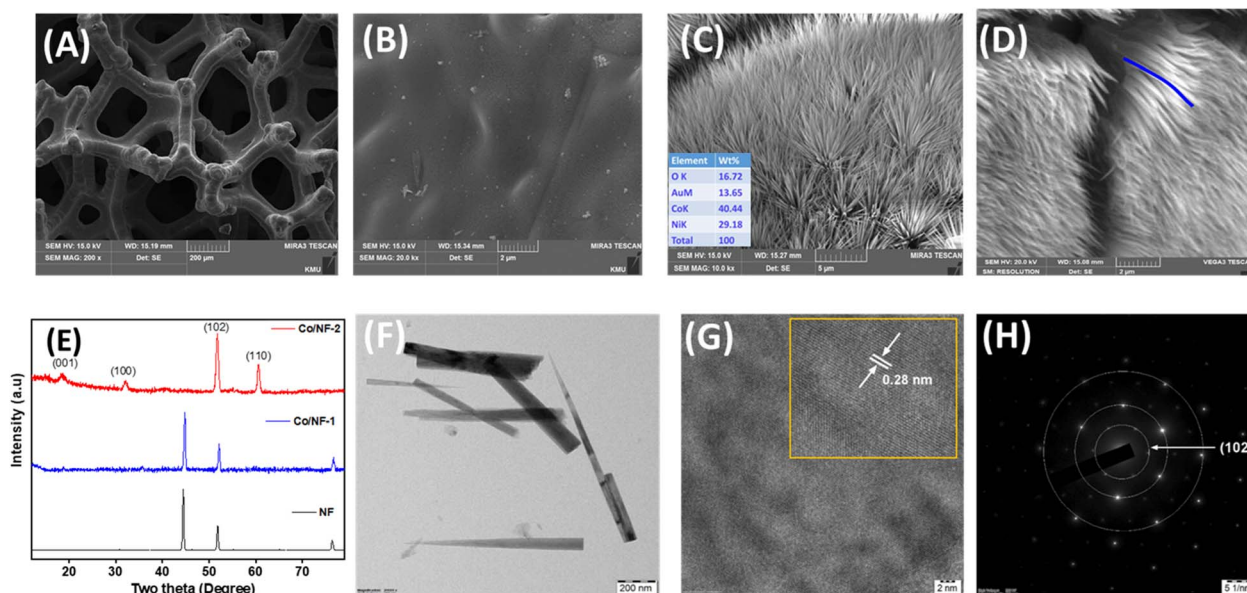 (A)
SEM HV: 15.0 kV WD: 15.19 mm MIRA3 TESCAN
SEM MAG: 200 x Det: SE 200 µm KMU
(B)
SEM HV: 15.0 kV WD: 15.34 mm MIRA3 TESCAN
SEM MAG: 20.0 kx Det: SE 2 µm KMU
(C)
Element Wt%
O K 16.72
AuM 13.65
CoK 40.44
NiK 29.18
Total 100
SEM HV: 15.0 kV WD: 15.27 mm MIRA3 TESCAN
SEM MAG: 10.0 kx Det: SE 5 µm
(D)
SEM HV: 20.0 kV WD: 15.08 mm VEGA3 TESCA
SM: RESOLUTION Det: SE 2 µm
(E)
Co/NF-2
(001) (100) (102) (110)
Co/NF-1
NF
Intensity (a.u)
20 30 40 50 60 70
Two theta (Degree)
(F)
200 nm
(G)
0.28 nm
2 nm
(H)
(102
5 1/n